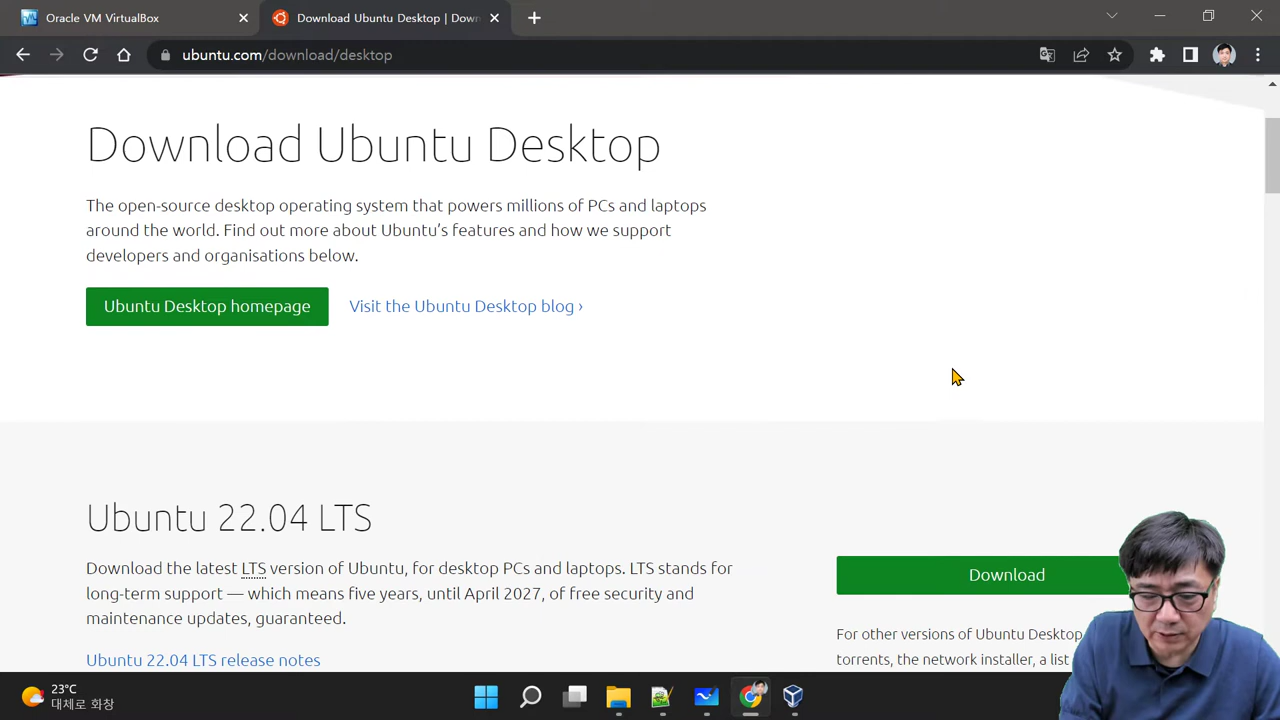 Oracle VM VirtualBox
Download Ubuntu Desktop | Down
ubuntu.com/download/desktop
Download Ubuntu Desktop
The open-source desktop operating system that powers millions of PCs and laptops
around the world. Find out more about Ubuntu’s features and how we support
developers and organisations below.
Ubuntu Desktop homepage
Visit the Ubuntu Desktop blog ›
Ubuntu 22.04 LTS
Download the latest LTS version of Ubuntu, for desktop PCs and laptops. LTS stands for
long-term support — which means five years, until April 2027, of free security and
maintenance updates, guaranteed.
Ubuntu 22.04 LTS release notes
Download
For other versions of Ubuntu Desktop
torrents, the network installer, a list
23°C
대체로 화창